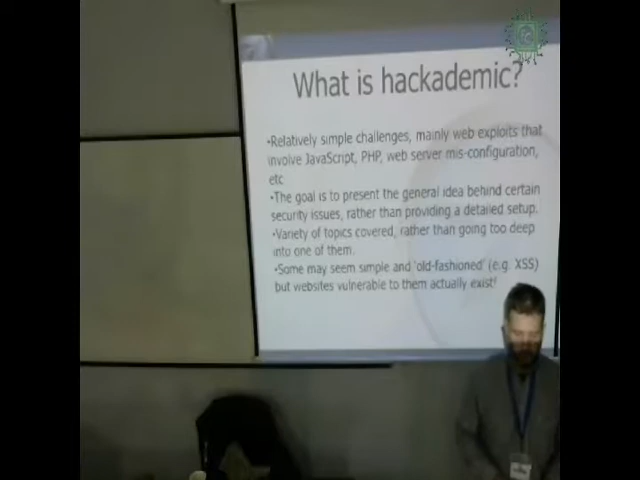 What is hackademic?
•Relatively simple challenges, mainly web exploits that
involve JavaScript, PHP, web server mis-configuration,
etc
•The goal is to present the general idea behind certain
security issues, rather than providing a detailed setup.
•Variety of topics covered, rather than going too deep
into one of them.
•Some may seem simple and 'old-fashioned' (e.g. XSS)
but websites vulnerable to them actually exist!